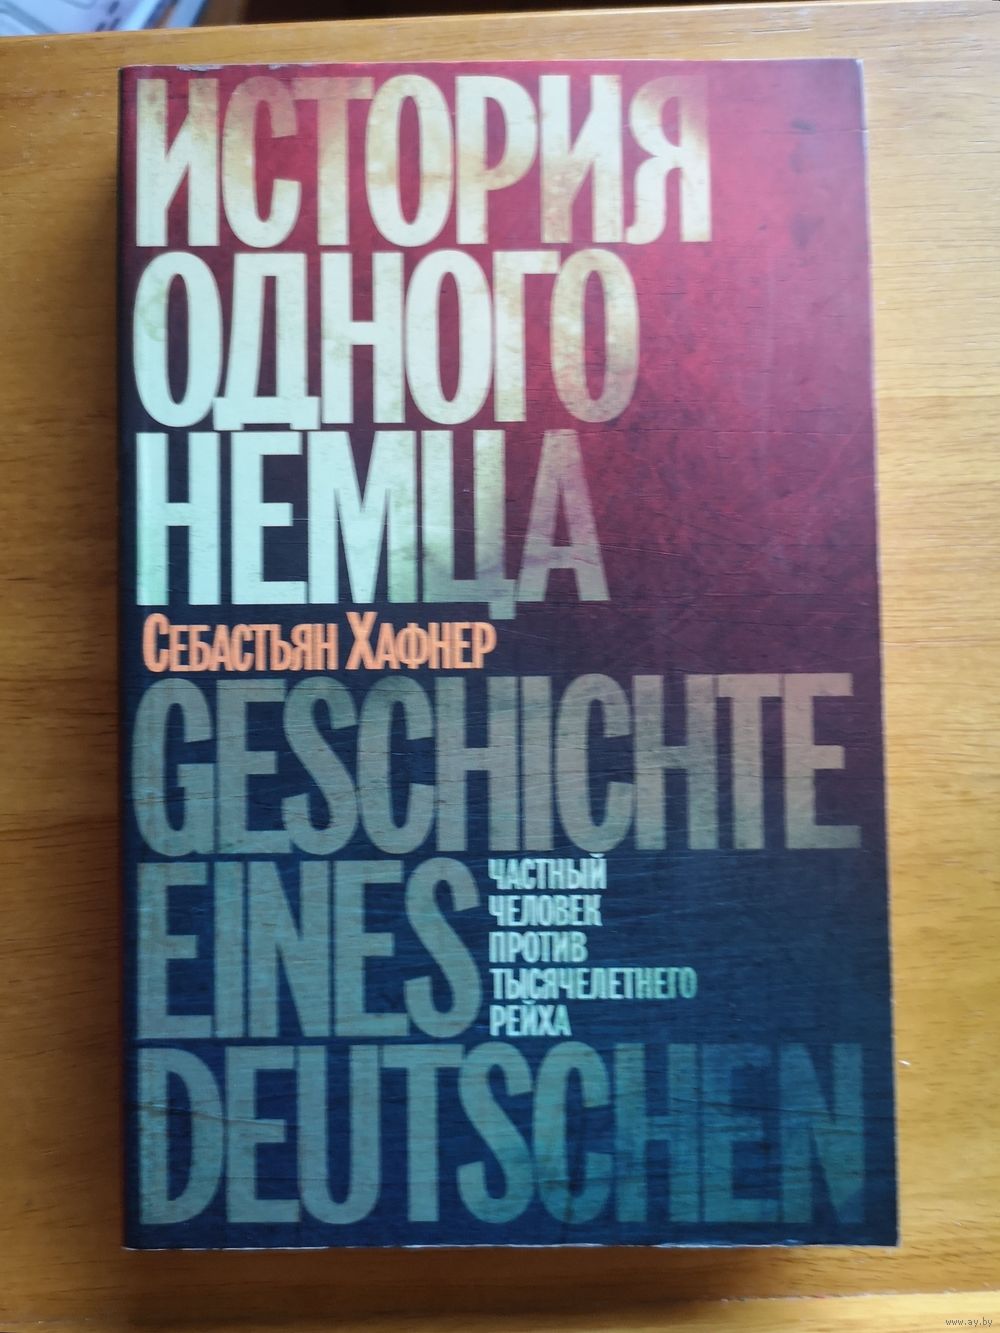 ИСТОРИЯ
ОДНОГО
НЕМЦА
СЕБАСТЬЯН ХАФНЕР
GESCHICHTE
EINES
ЧАСТНЫЙ
ЧЕЛОВЕК
ПРОТИВ
ТЫСЯЧЕЛЕТНЕГО
РЕЙХА
DEUTSCHEN
www.ay.by